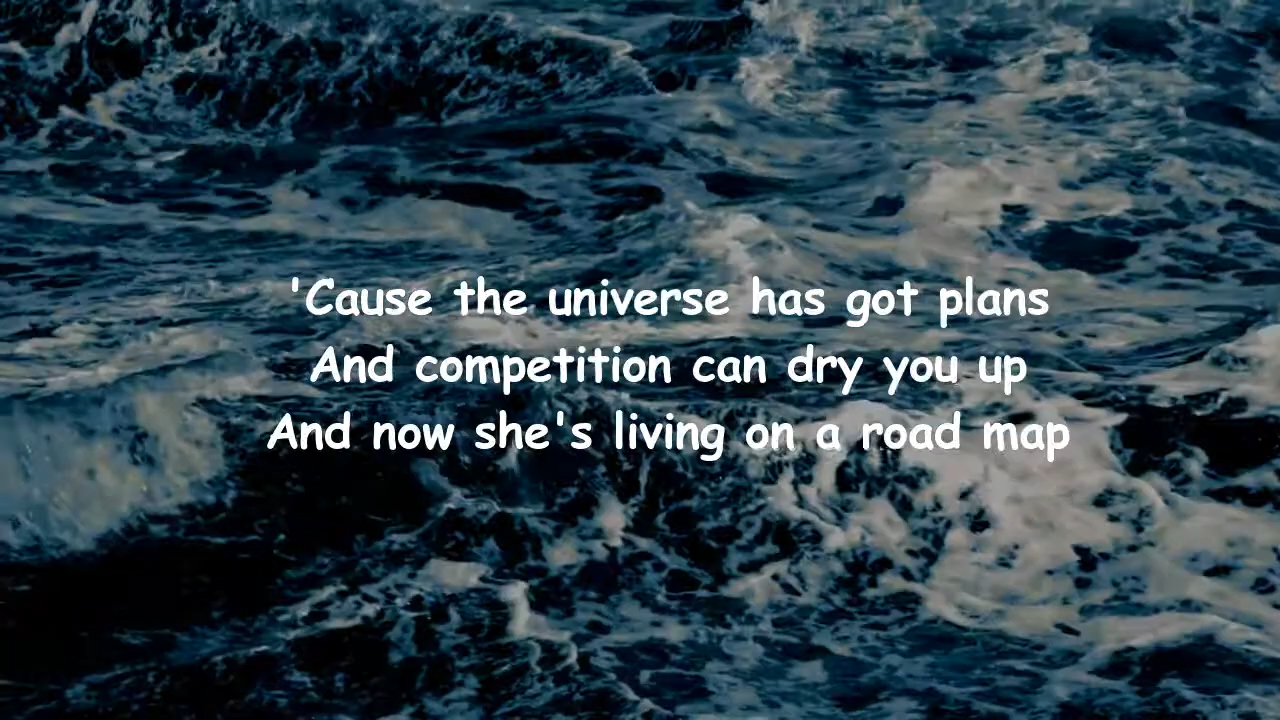 'Cause the universe has got plans
And competition can dry you up
And now she's living on a road map